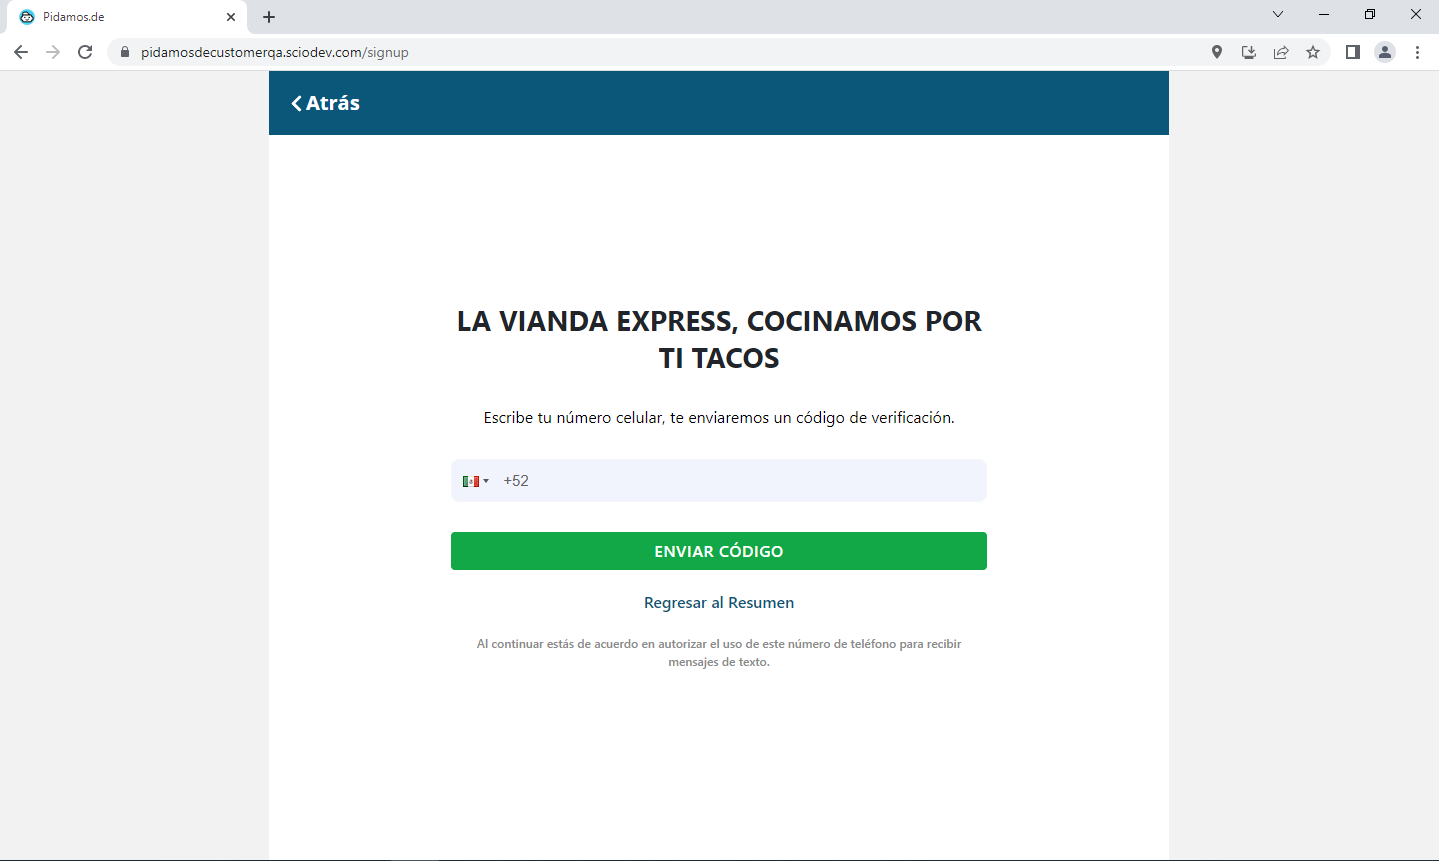 Pidamos.de
pidamosdecustomerqa.sciodev.com/signup
Atrás
LA VIANDA EXPRESS, COCINAMOS POR
TI TACOS
Escribe tu número celular, te enviaremos un código de verificación.
+52
ENVIAR CÓDIGO
Regresar al Resumen
Al continuar estás de acuerdo en autorizar el uso de este número de teléfono para recibir
mensajes de texto.